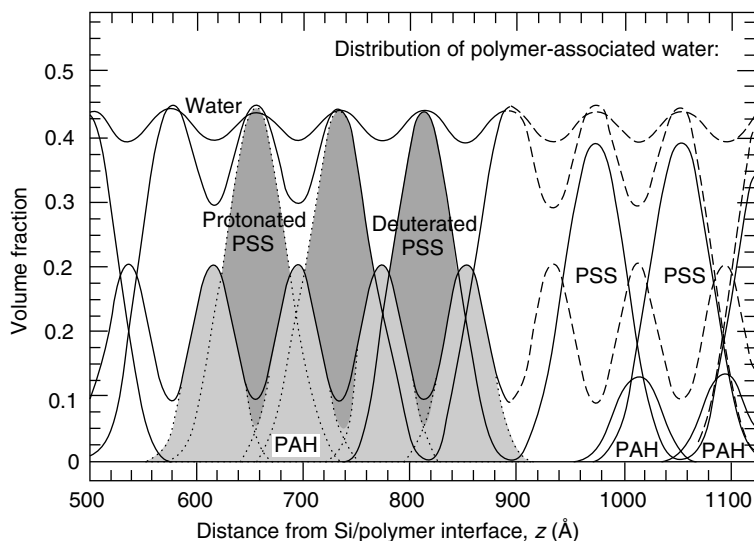 Distribution of polymer-associated water:
Water
Protonated
PSS
Deuterated
PSS
PSS
PSS
PAH
PAH
PAH
Volume fraction
0.5
0.4
0.3
0.2
0.2
0.1
0
500
600
700
800
900
1000
1100
Distance from Si/polymer interface, z (Å)